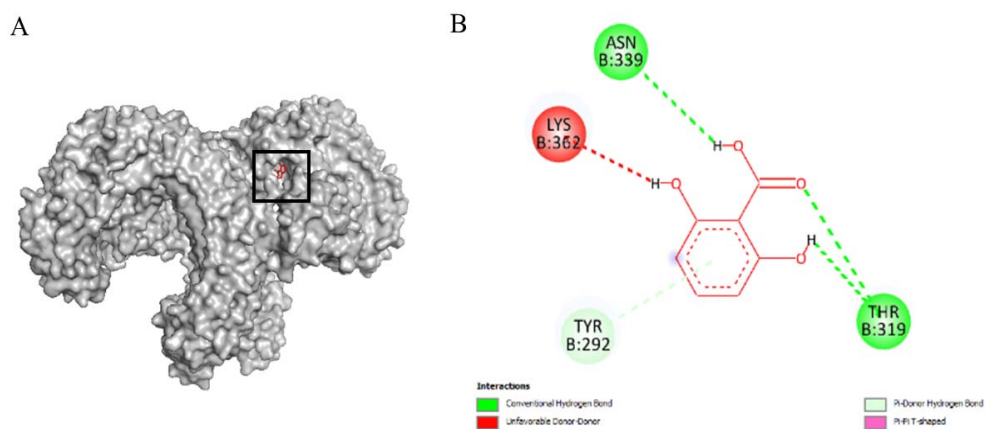 A
B
ASN
B:339
LYS
B:362
H
O
H
O
O
H
O
TYR
B:292
THR
B:319
Interactions
Conventional Hydrogen Bond
Unfavorable Donor-Donor
Pi-Donor Hydrogen Bond
Pi-Pi T-shaped